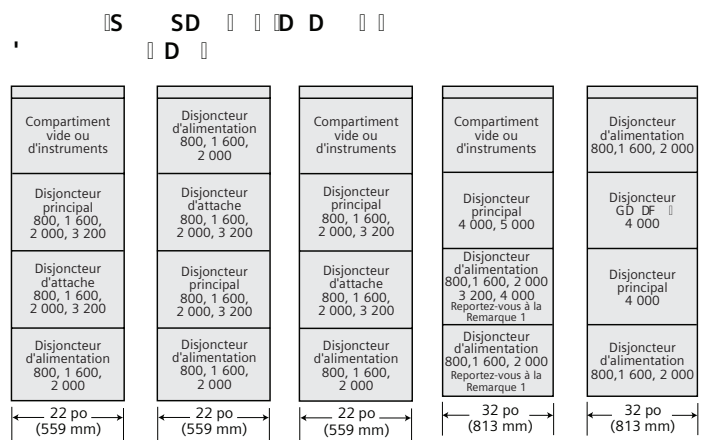 Compartiment
vide ou
d'instruments
Disjoncteur
principal
800, 1 600,
2 000, 3 200
Disjoncteur
d'attache
800, 1 600,
2 000, 3 200
Disjoncteur
d'alimentation
800, 1 600,
2 000
22 po
(559 mm)
Disjoncteur
d'alimentation
800, 1 600,
2 000
Disjoncteur
d'attache
800, 1 600,
2 000, 3 200
Disjoncteur
principal
800, 1 600,
2 000, 3 200
Disjoncteur
d'alimentation
800, 1 600,
2 000
22 po
(559 mm)
Compartiment
vide ou
d'instruments
Disjoncteur
principal
800, 1 600,
2 000, 3 200
Disjoncteur
d'attache
800, 1 600,
2 000, 3 200
Disjoncteur
d'alimentation
800, 1 600,
2 000
22 po
(559 mm)
Compartiment
vide ou
d'instruments
Disjoncteur
principal
4 000, 5 000
Disjoncteur
d'alimentation
800,1 600, 2 000
3 200, 4 000
Reportez-vous à la
Remarque 1
Disjoncteur
d'alimentation
800,1 600, 2 000
Reportez-vous à la
Remarque 1
32 po
(813 mm)
Disjoncteur
d'alimentation
800,1 600, 2 000
Disjoncteur
4 000
Disjoncteur
principal
4 000
Disjoncteur
d'alimentation
800,1 600, 2 000
32 po
(813 mm)